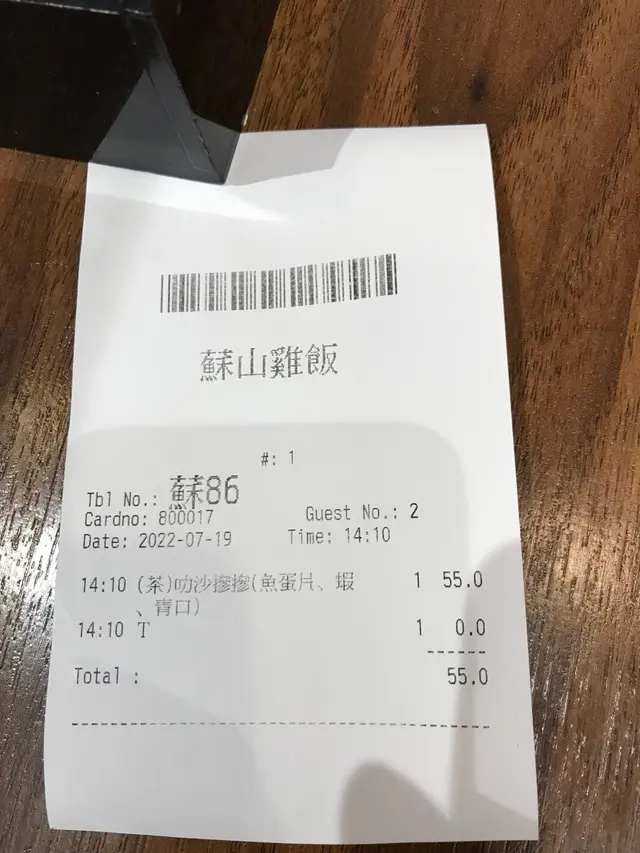 蘇山雞飯
#: 1
Tbl No.: 蘇86
Cardno: 800017 Guest No.: 2
Date: 2022-07-19 Time: 14:10
14:10 (茶)叻沙摻摻(魚蛋片、蝦 1 55.0
、青口)
14:10 T 1 0.0
Total : 55.0